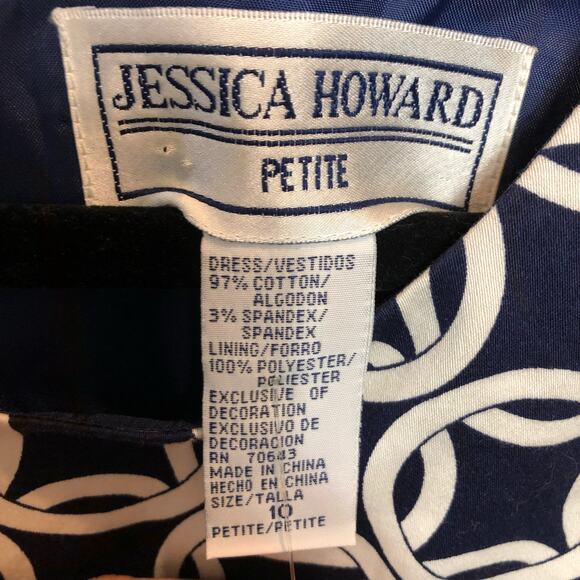 JESSICA HOWARD
PETITE
DRESS/VESTIDOS
97% COTTON/
ALGODON
3% SPANDEX/
SPANDEX
LINING/FORRO
100% POLYESTER/
POLIESTER
EXCLUSIVE OF
DECORATION
EXCLUSIVO DE
DECORACION
RN 70643
MADE IN CHINA
HECHO EN CHINA
SIZE/TALLA
10
PETITE/PETITE